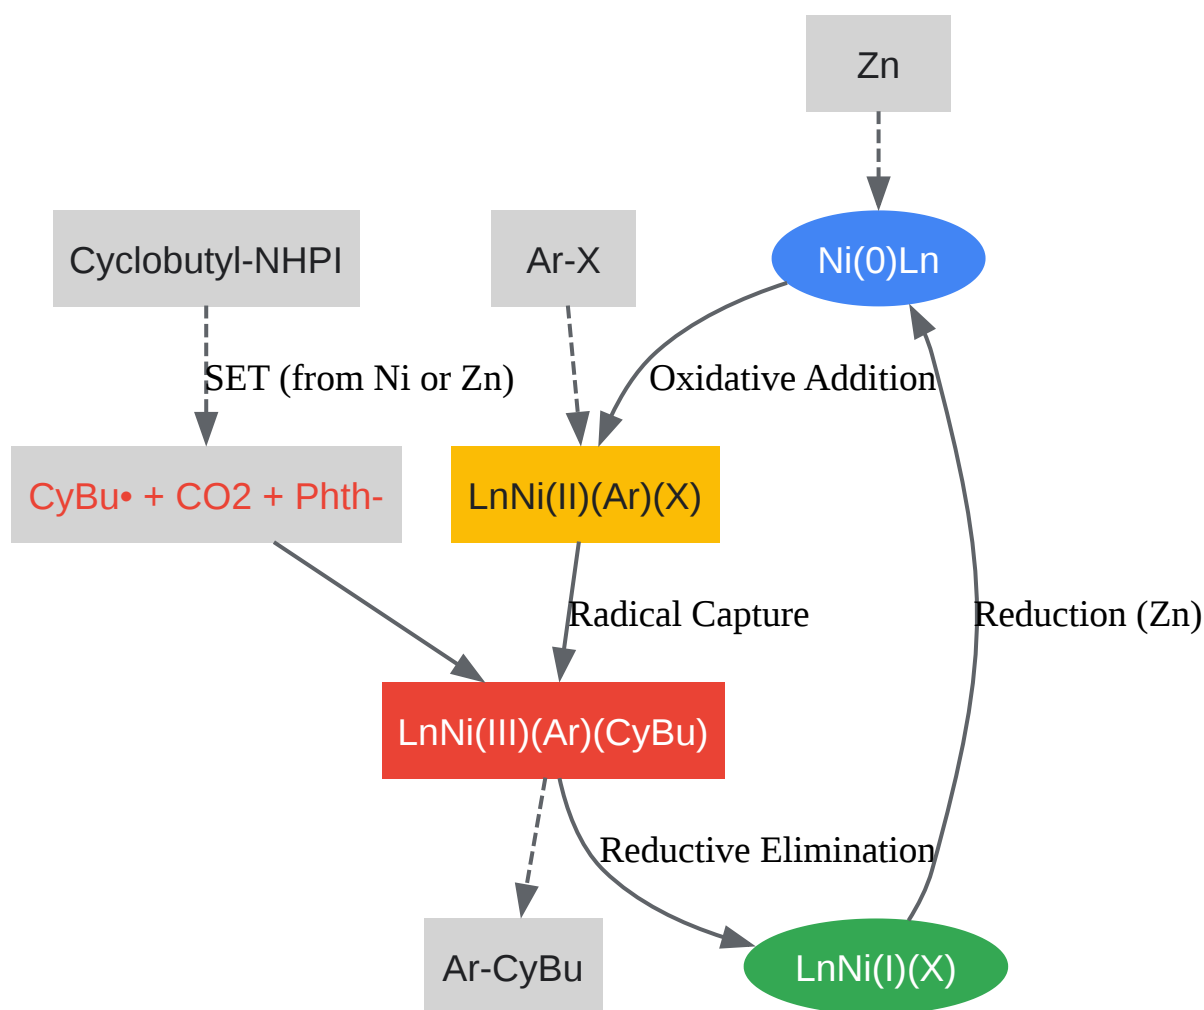 Zn
Cyclobutyl-NHPI
Ar-X
Ni(0)Ln
SET (from Ni or Zn)
Oxidative Addition
CyBu• + CO2 + Phth-
LnNi(II)(Ar)(X)
Radical Capture
Reduction (Zn)
LnNi(III)(Ar)(CyBu)
Reductive Elimination
Ar-CyBu
LnNi(I)(X)